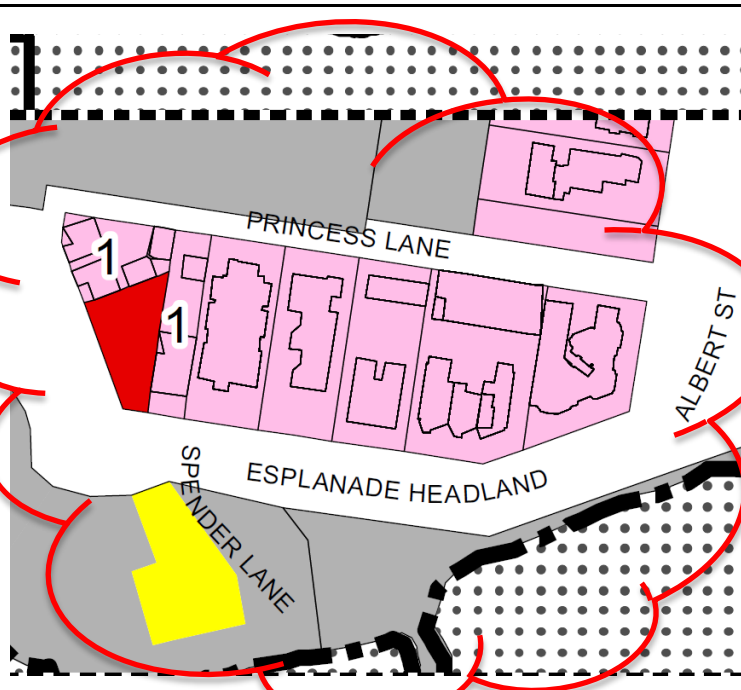 PRINCESS LANE
1
1
ALBERT ST
ESPLANADE HEADLAND
SPENDER LANE